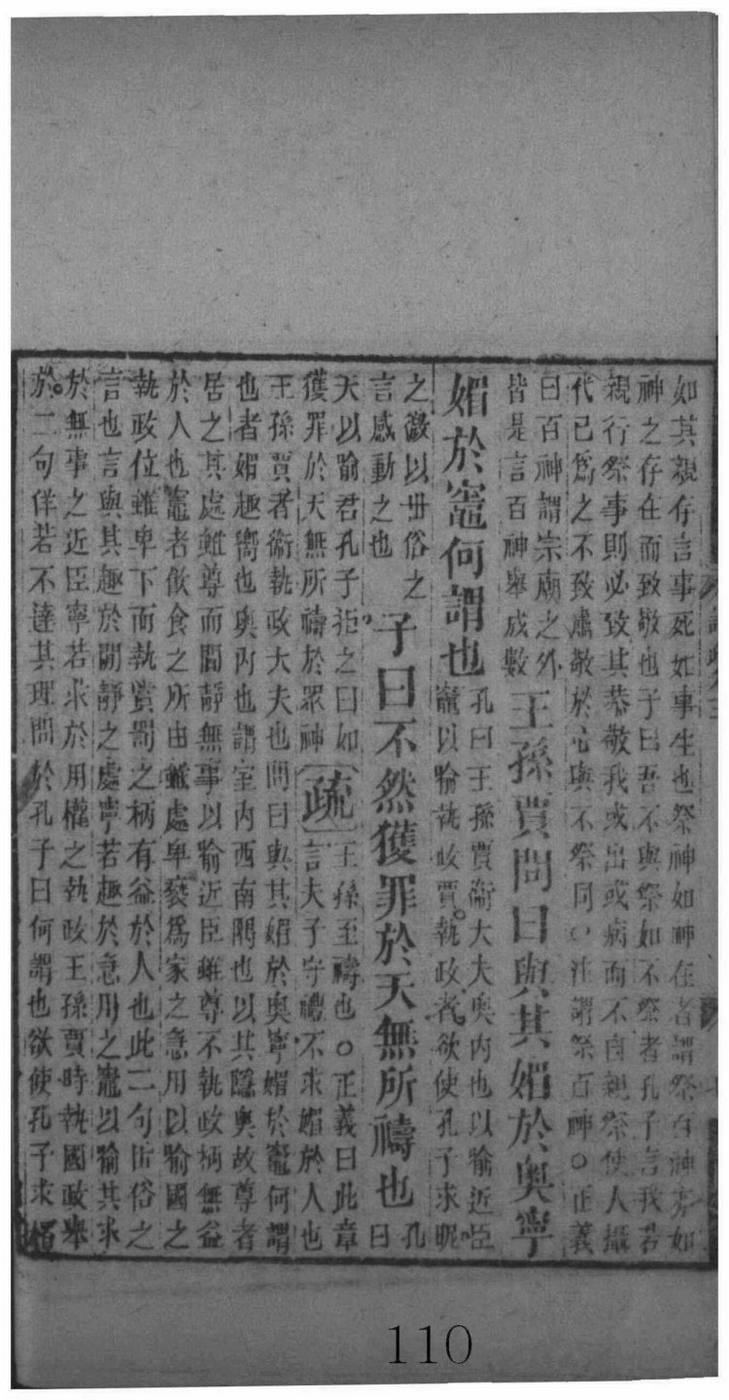 如其親存言事死如事生也祭神如神在者謂祭百神亦如
神之存在而致敬也子曰吾不與祭如不祭者孔子言我若
親行祭事則必致其恭敬我或出或病而不自親祭使人攝
代已爲之不致肅敬於心與不祭同○注謂祭百神○正義
曰百神謂宗廟之外
皆是言百神舉成數
王孫賈問曰與其媚於奧寧
媚於竈何謂也
孔曰王孫賈衞大夫奧內也以喻近臣
竈以喻執政賈執政者欲使孔子求昵
之微以世俗之
言感動之也
子曰不然獲罪於天無所禱也
孔
曰
天以喻君孔子拒之曰如
獲罪於天無所禱於眾神
疏
王孫至禱也○正義曰此章
言夫子守禮不求媚於人也
王孫賈者衞執政大夫也問曰與其媚於奧寧媚於竈何謂
也者媚趣嚮也奧內也謂室內西南隅也以其隱奧故尊者
居之其處雖尊而閒靜無事以喻近臣雖尊不執政柄無益
於人也竈者飲食之所由雖處卑褻爲家之急用以喻國之
執政位雖卑下而執賞罰之柄有益於人也此二句世俗之
言也言與其趣於閒靜之處寧若趣於急用之竈以喻其求
於無事之近臣寧若求於用權之執政王孫賈時執國政舉
於二句佯若不達其理問於孔子曰何謂也欲使孔子求媚
110